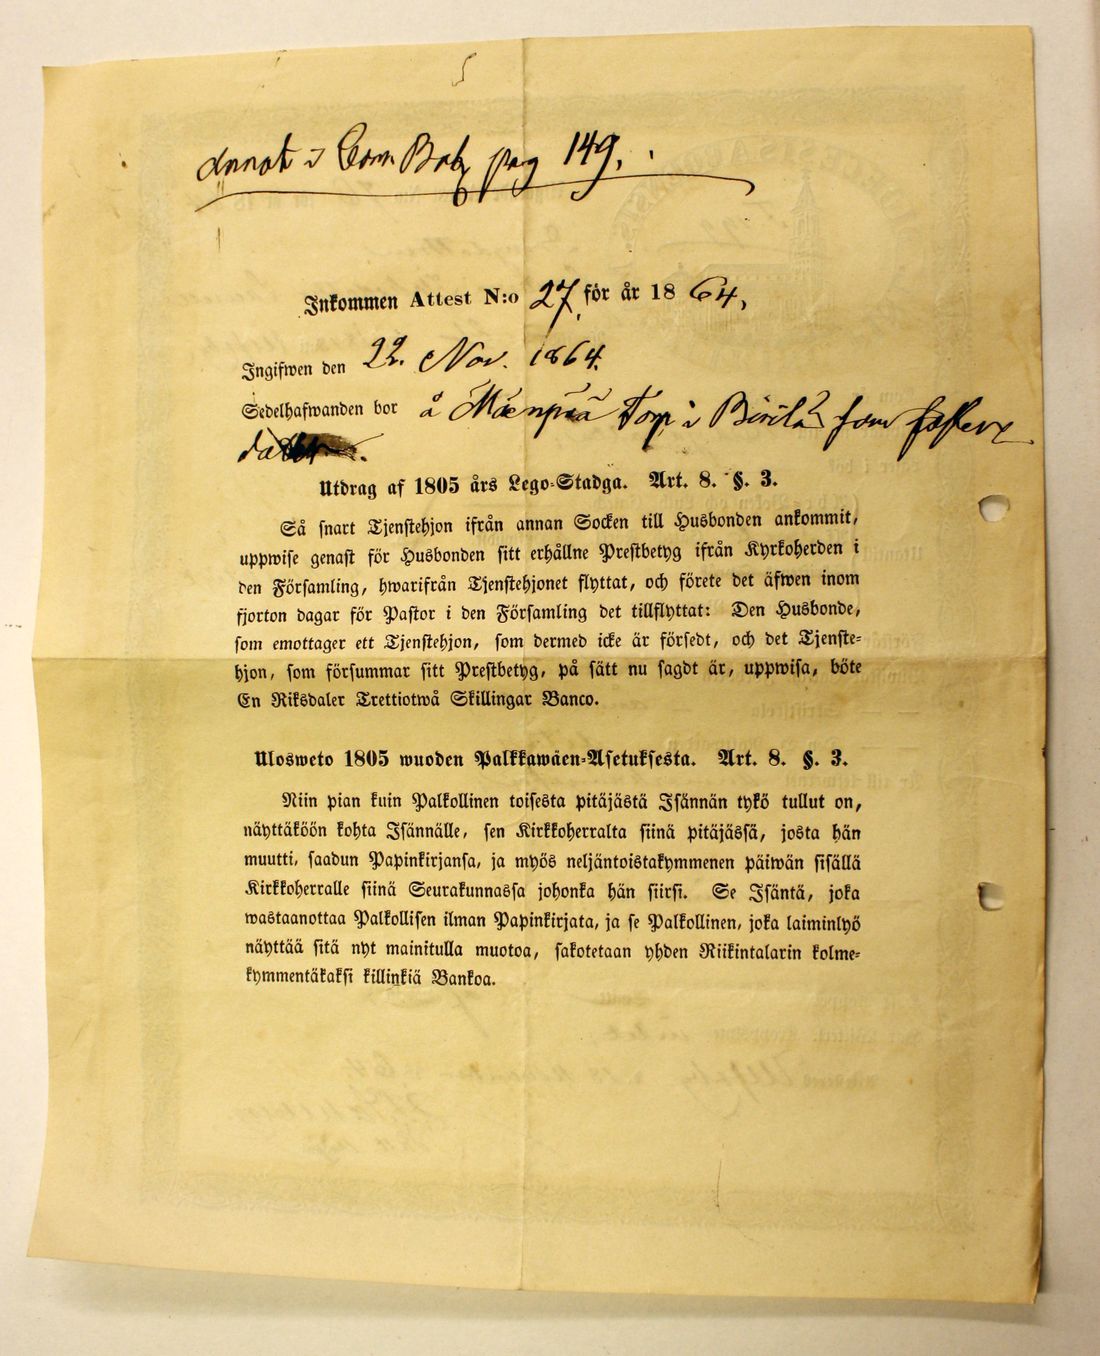 annot i Com Bok pag 149.
Inkommen Attest N:o 27, för år 1864,
Ingifwen den 22. Nov. 1864.
Sedelhafwanden bor å Mäenpää Torp i som foster
dotter.
Utdrag af 1805 års Lego-Stadga. Art. 8. §. 3.
Så snart Tjenstehjon ifrån annan Socken till Husbonden ankommit,
uppwise genast för Husbonden sitt erhållne Prestbetyg ifrån Kyrkoherden i
den Församling, hwarifrån Tjenstehjonet flyttat, och förete det äfwen inom
fjorton dagar för Pastor i den Församling det tillflyttat: Den Husbonde,
som emottager ett Tjenstehjon, som dermed icke är försedt, och det Tjenste-
hjon, som försummar sitt Prestbetyg, på sätt nu sagdt är, uppwisa, böte
En Riksdaler Trettiotwå Skillingar Banco.
Ulosweto 1805 wuoden Palkkawäen-Asetuksesta. Art. 8. §. 3.
Niin pian kuin Palkollinen toisesta pitäjästä Isännän tykö tullut on,
näyttäköön kohta Isännälle, sen Kirkkoherralta siinä pitäjässä, josta hän
muutti, saadun Papinkirjansa, ja myös neljäntoistakymmenen päiwän sisällä
Kirkkoherralle siinä Seurakunnassa johonka hän siirsi. Se Isäntä, joka
wastaanottaa Palkollisen ilman Papinkirjata, ja se Palkollinen, joka laiminlyö
näyttää sitä nyt mainitulla muotoa, sakotetaan yhden Riikintalarin kolme-
kymmentäkaksi killinkiä Bankoa.